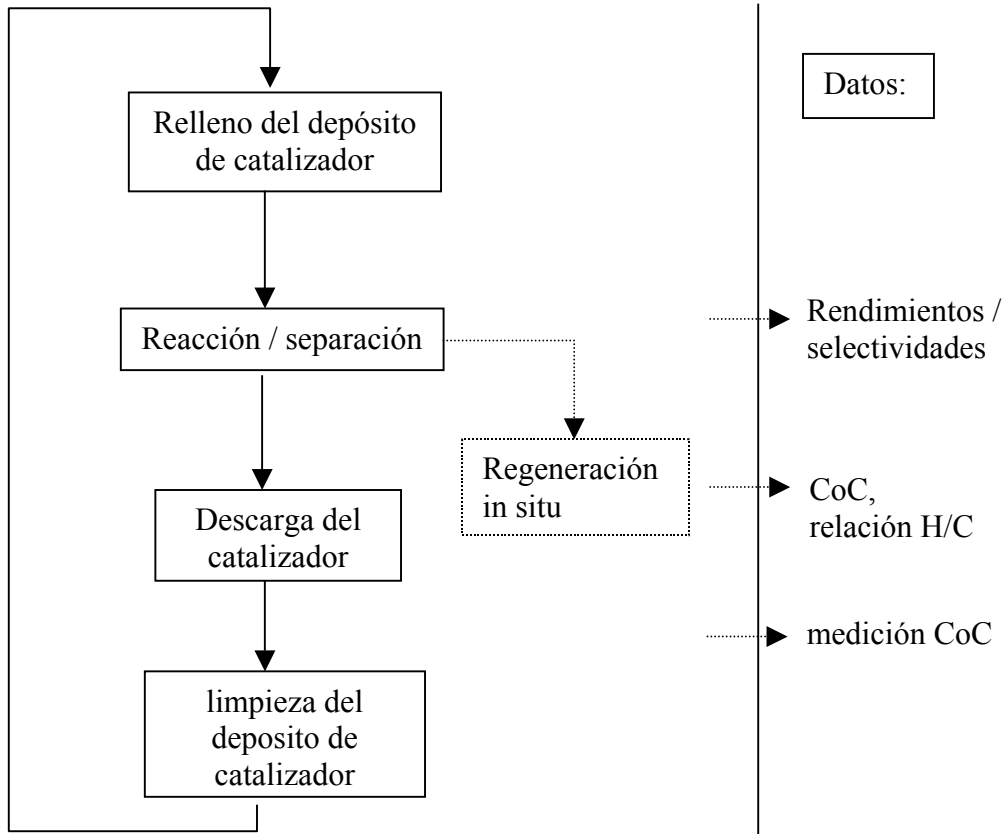 Datos:
Relleno del depósito
de catalizador
Reacción / separación
Rendimientos /
selectividades
Regeneración
in situ
CoC,
relación H/C
Descarga del
catalizador
medición CoC
limpieza del
deposito de
catalizador